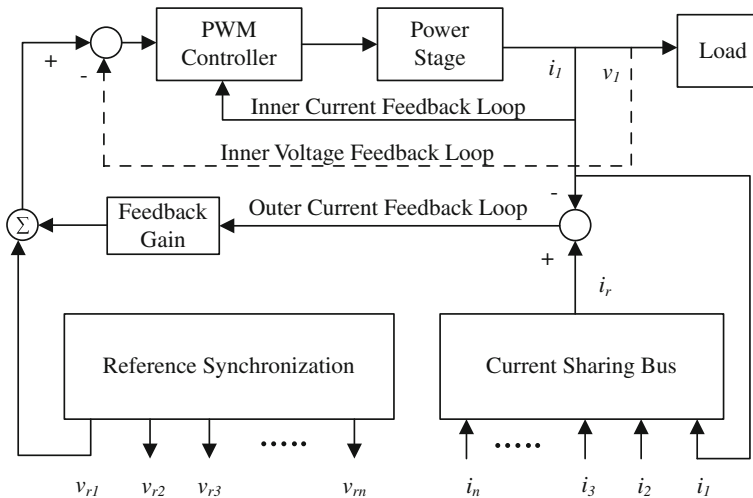 PWM
Controller
Power
Stage
Load
+
-
i1
v1
Inner Current Feedback Loop
Inner Voltage Feedback Loop
Σ
Feedback
Gain
Outer Current Feedback Loop
-
+
ir
Reference Synchronization
Current Sharing Bus
vr1
vr2
vr3
vrn
in
i3
i2
i1